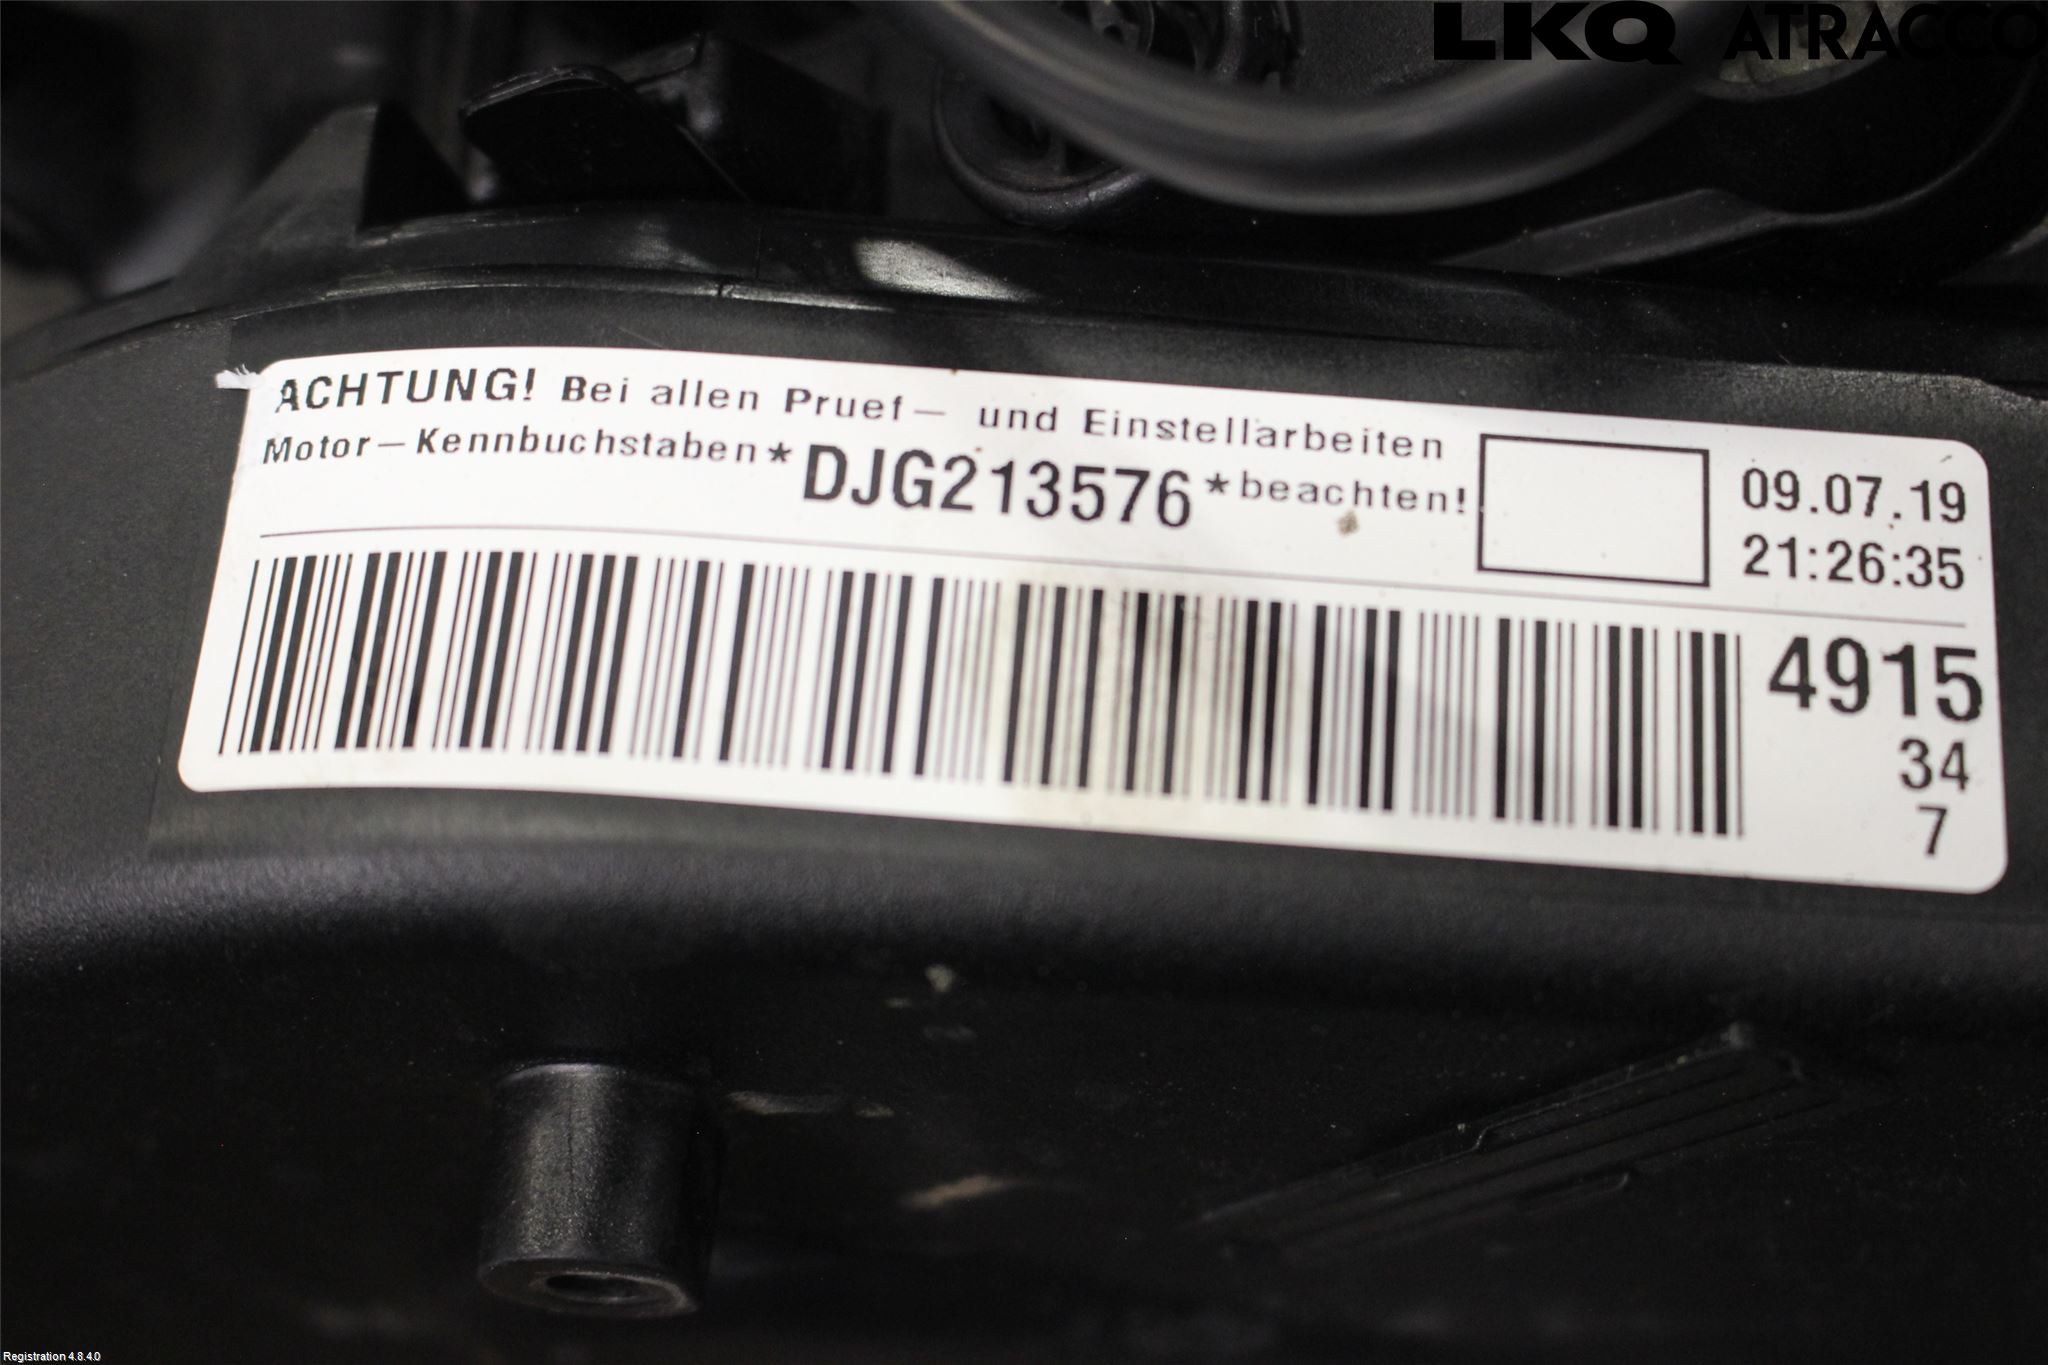 LKQ ATRACCO
ACHTUNG! Bei allen Pruef- und Einstellarbeiten
Motor-Kennbuchstaben*DJG213576*beachten!
09.07.19
21:26:35
4915
34
7
Registration 4.8.4.0